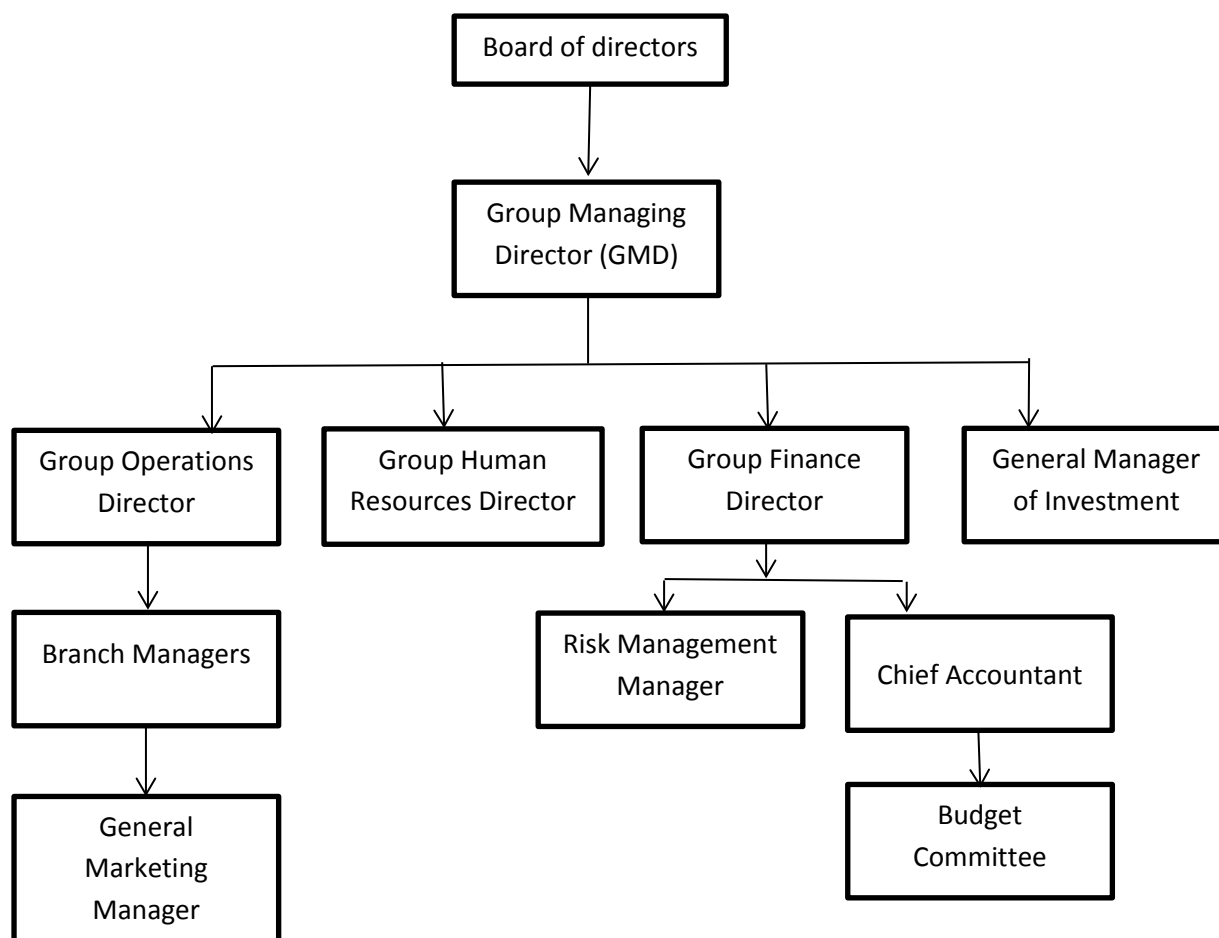 Board of directors
Group Managing
Director (GMD)
Group Operations
Director
Group Human
Resources Director
Group Finance
Director
General Manager
of Investment
Branch Managers
Risk Management
Manager
Chief Accountant
General
Marketing
Manager
Budget
Committee